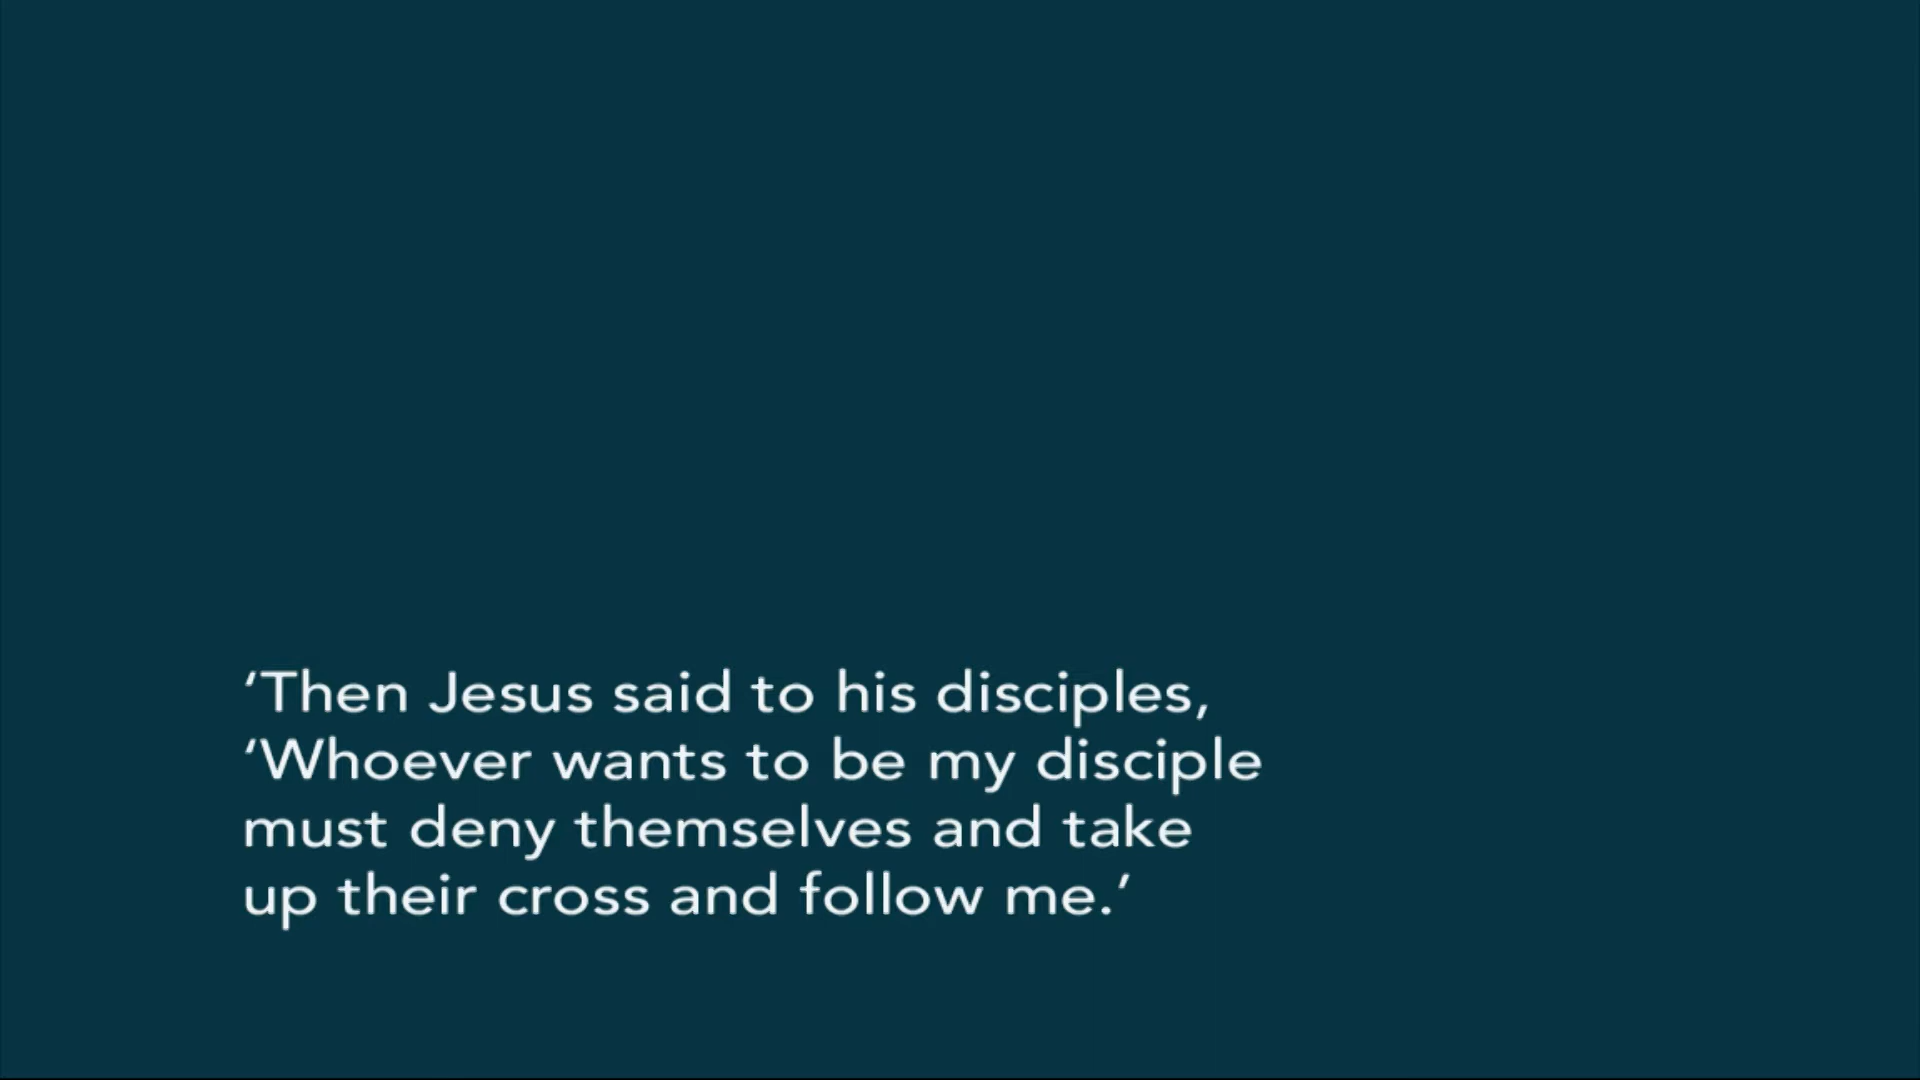 ‘Then Jesus said to his disciples,
‘Whoever wants to be my disciple
must deny themselves and take
up their cross and follow me.’